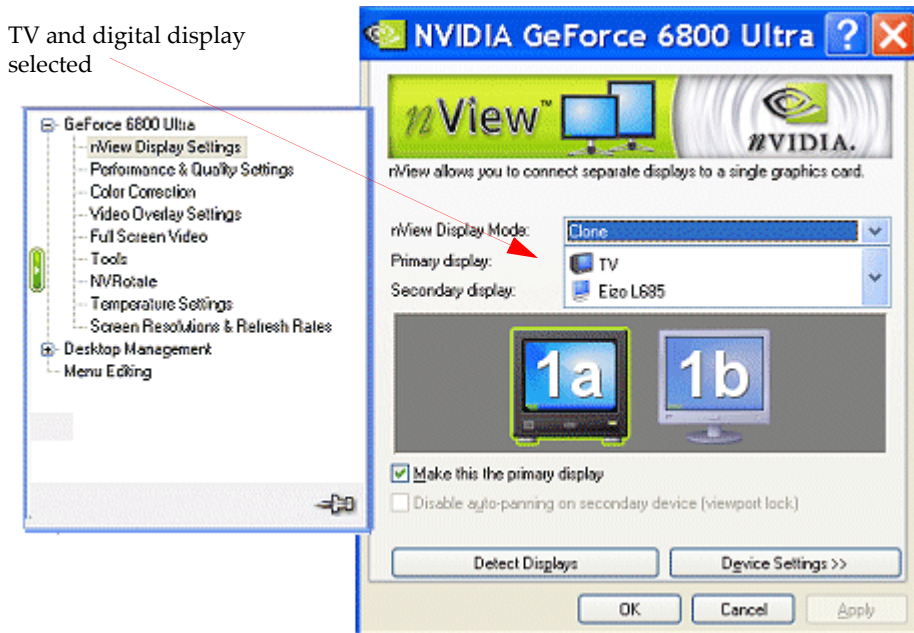 TV and digital display
selected
GeForce 6800 Ultra
nView Display Settings
Performance & Quality Settings
Color Correction
Video Overlay Settings
Full Screen Video
Tools
NVRotate
Temperature Settings
Screen Resolutions & Refresh Rates
Desktop Management
Menu Editing
NVIDIA GeForce 6800 Ultra
nView™
NVIDIA.
nView allows you to connect separate displays to a single graphics card.
nView Display Mode:
Clone
Primary display:
TV
Secondary display:
Eizo L685
1a
1b
Make this the primary display
Disable auto-panning on secondary device (viewport lock)
Detect Displays
Device Settings >>
OK
Cancel
Apply